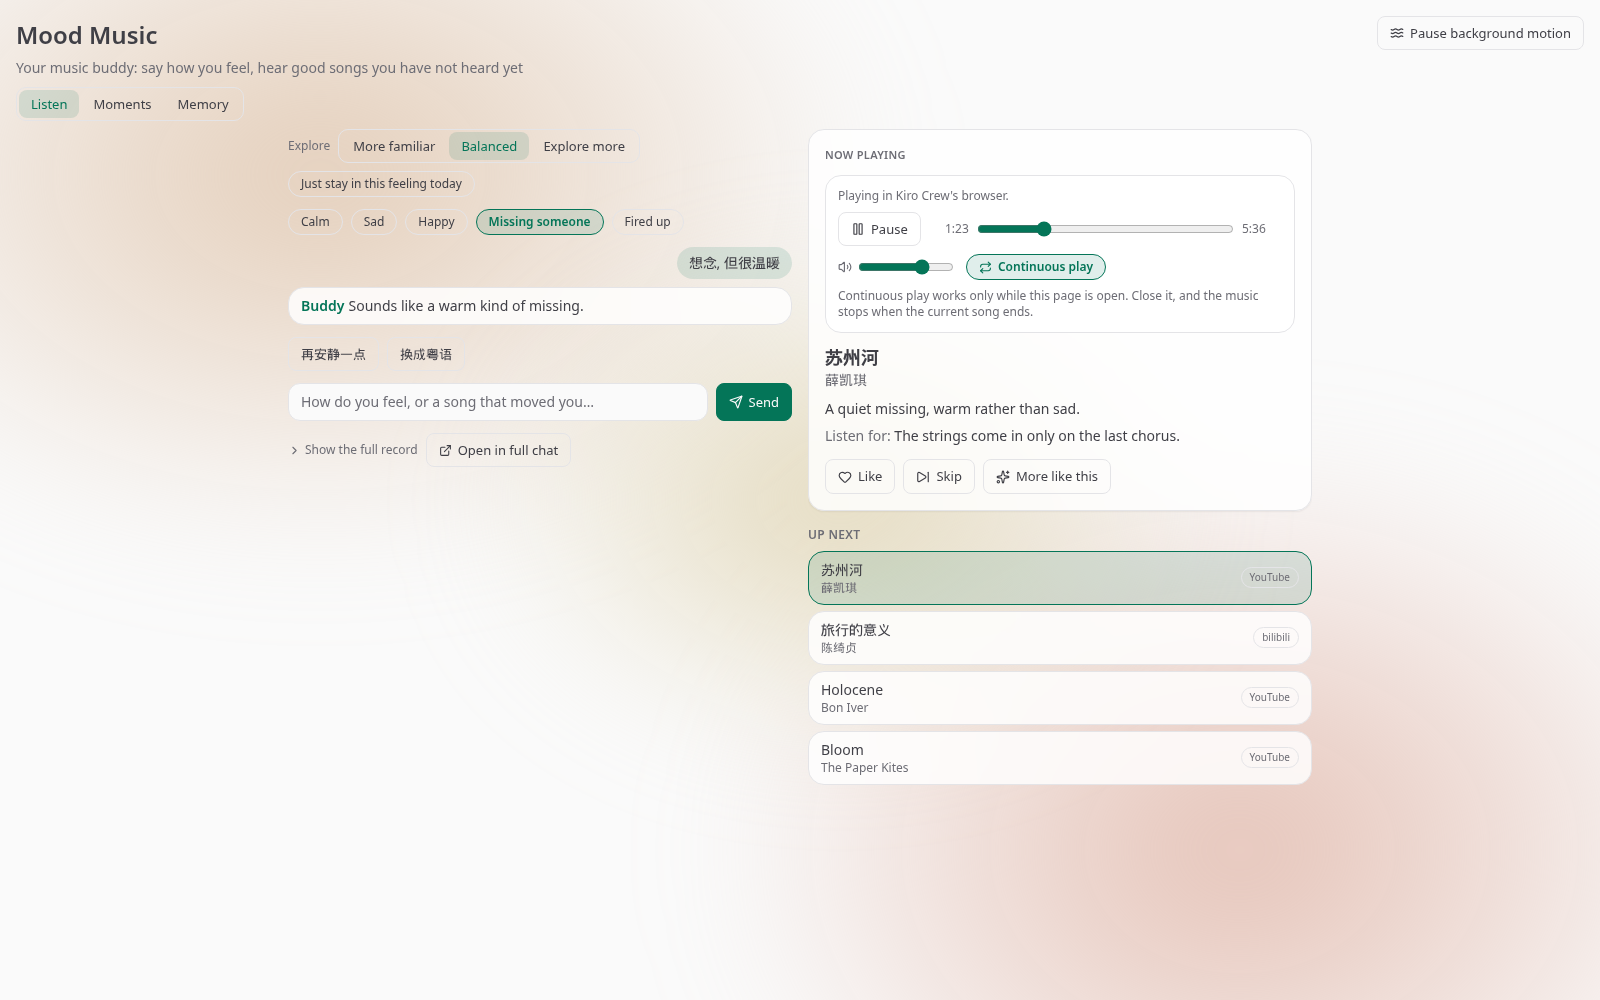 Mood Music
Your music buddy: say how you feel, hear good songs you have not heard yet
Pause background motion
Listen
Moments
Memory
Explore
More familiar
Balanced
Explore more
Just stay in this feeling today
Calm
Sad
Happy
Missing someone
Fired up
想念, 但很温暖
Buddy Sounds like a warm kind of missing.
再安静一点
换成粤语
How do you feel, or a song that moved you...
Send
Show the full record
Open in full chat
NOW PLAYING
Playing in Kiro Crew's browser.
Pause
1:23
5:36
Continuous play
Continuous play works only while this page is open. Close it, and the music
stops when the current song ends.
苏州河
薛凯琪
A quiet missing, warm rather than sad.
Listen for: The strings come in only on the last chorus.
Like
Skip
More like this
UP NEXT
苏州河
薛凯琪
YouTube
旅行的意义
陈绮贞
bilibili
Holocene
Bon Iver
YouTube
Bloom
The Paper Kites
YouTube